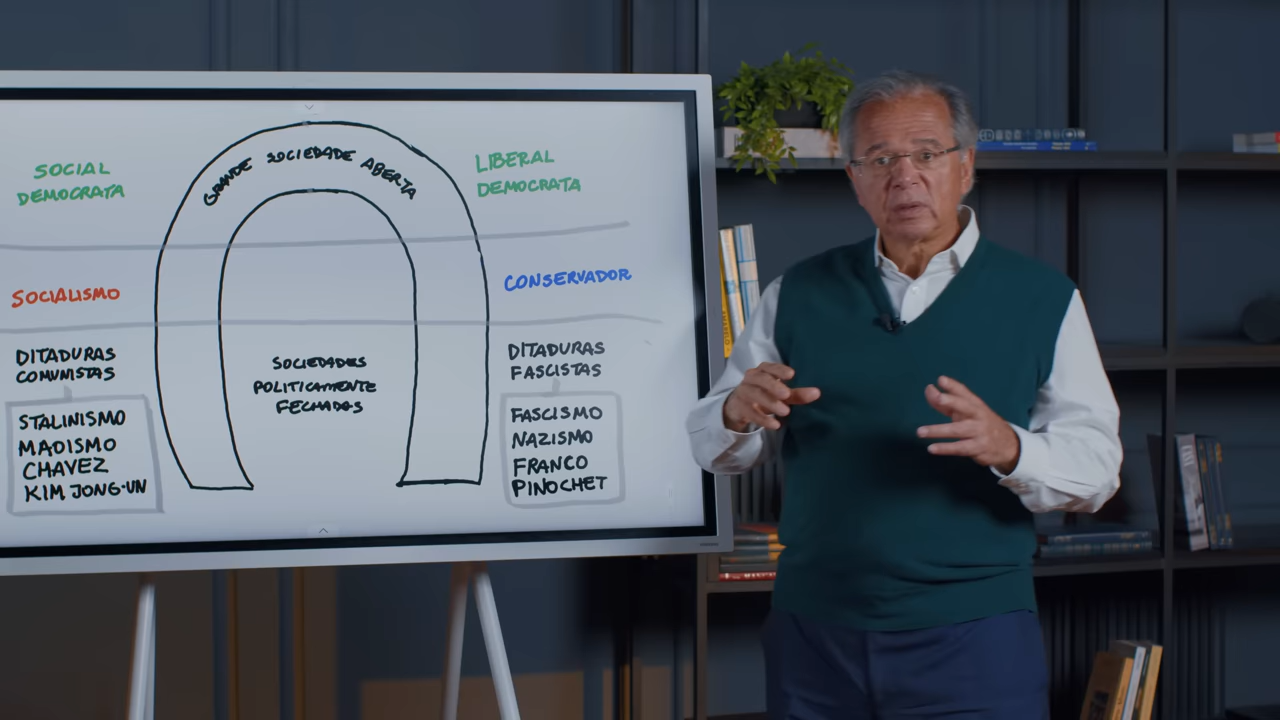 GRANDE SOCIEDADE ABERTA
SOCIAL
DEMOCRATA
LIBERAL
DEMOCRATA
SOCIALISMO
CONSERVADOR
DITADURAS
COMUNISTAS
STALINISMO
MAOISMO
CHAVEZ
KIM JONG-UN
SOCIEDADES
POLITICAMENTE
FECHADAS
DITADURAS
FASCISTAS
FASCISMO
NAZISMO
FRANCO
PINOCHET